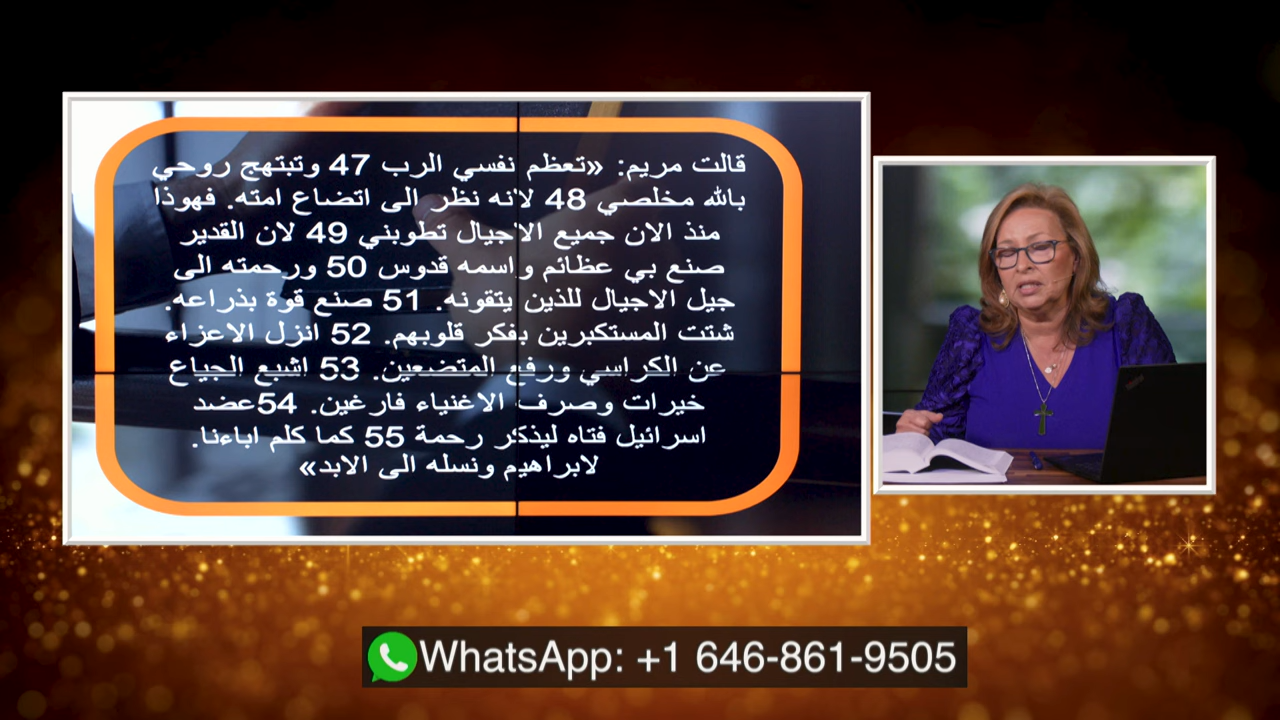 قالت مريم: «تعظم نفسي الرب 47 وتبتهج روحي
بالله مخلصي 48 لانه نظر الى اتضاع امته. فهوذا
منذ الان جميع الاجيال تطوبني 49 لان القدير
صنع بي عظائم واسمه قدوس 50 ورحمته الى
جيل الاجيال للذين يتقونه. 51 صنع قوة بذراعه.
شتت المستكبرين بفكر قلوبهم. 52 انزل الاعزاء
عن الكراسي ورفع المتضعين. 53 اشبع الجياع
خيرات وصرف الاغنياء فارغين. 54عضد
اسرائيل فتاه ليذكر رحمة 55 كما كلم اباءنا.
لابراهيم ونسله الى الابد»
WhatsApp: +1 646-861-9505